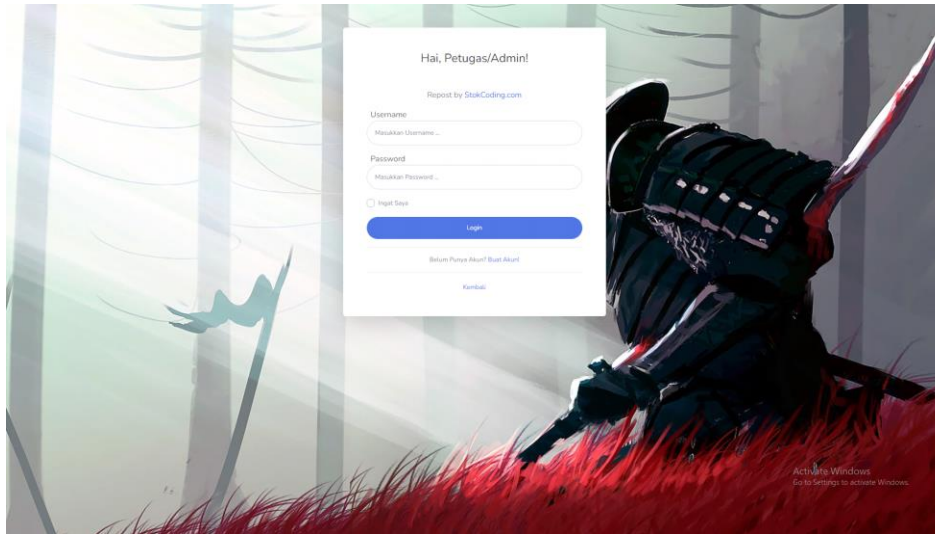 Hai, Petugas/Admin!
Repost by StokCoding.com
Username
Masukkan Username ...
Password
Masukkan Password ...
Ingat Saya
Login
Belum Punya Akun? Buat Akun!
Kembali
Activate Windows
Go to Settings to activate Windows.